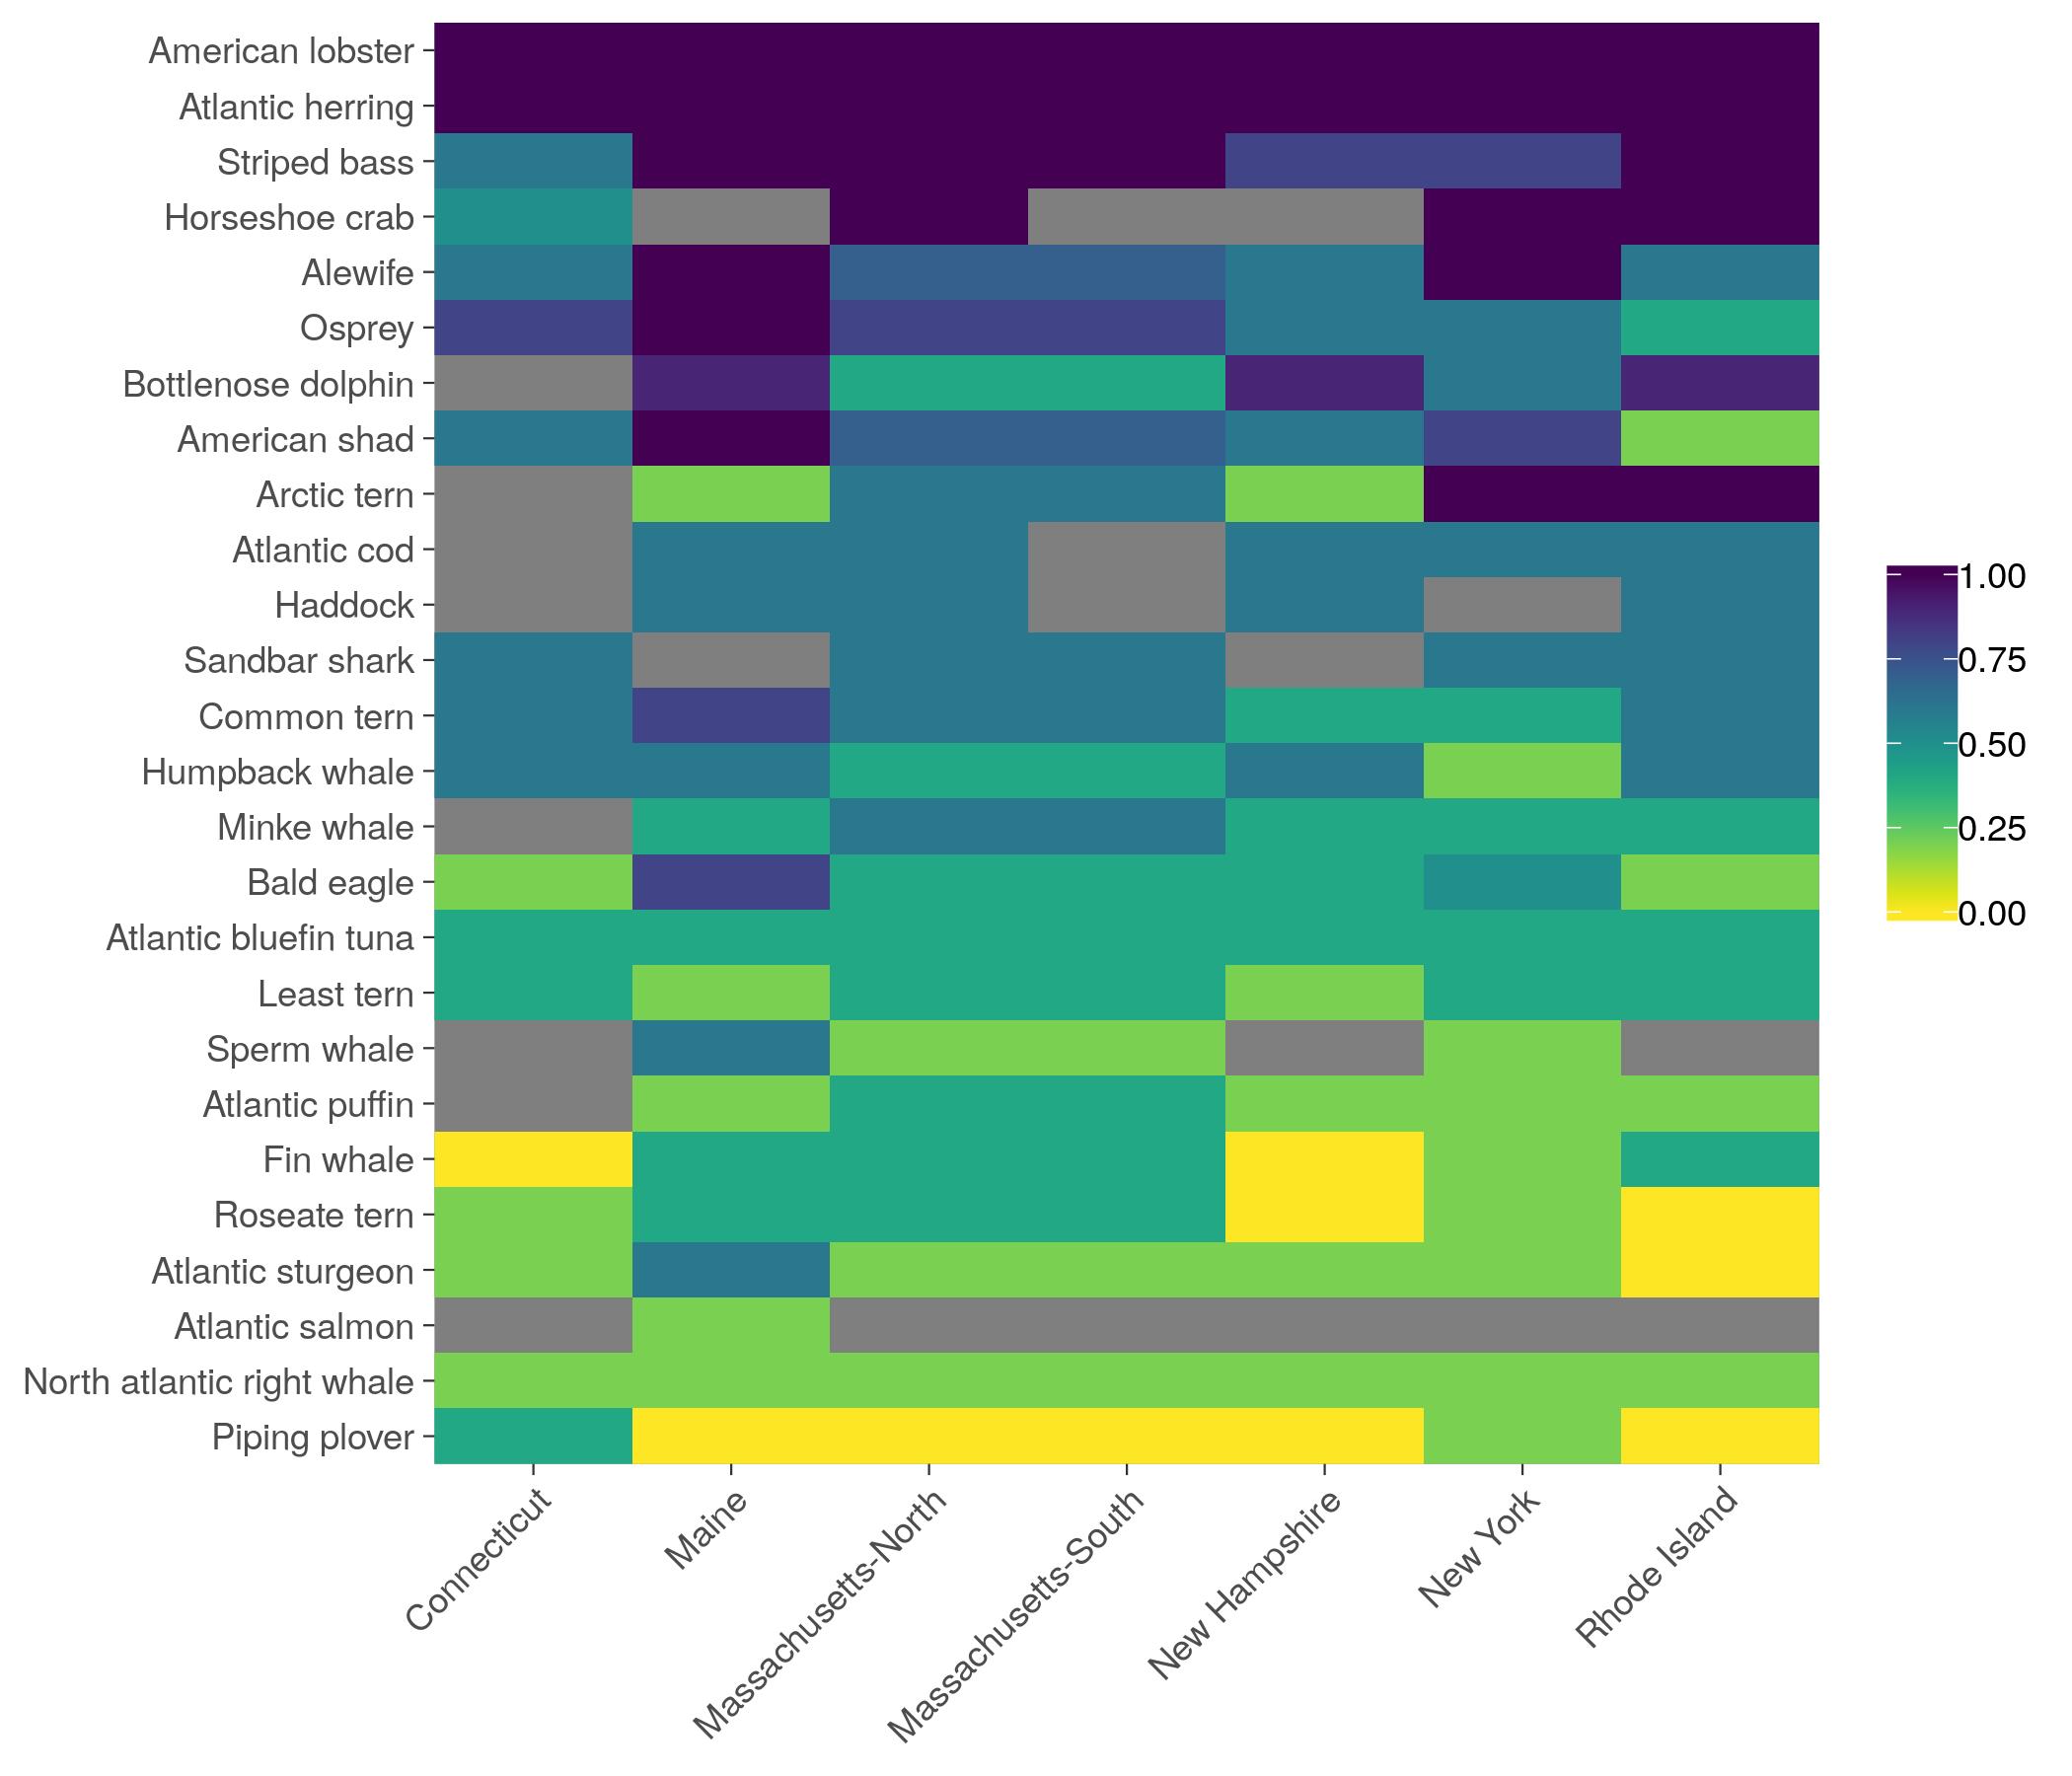 American lobster
Atlantic herring
Striped bass
Horseshoe crab
Alewife
Osprey
Bottlenose dolphin
American shad
Arctic tern
Atlantic cod
Haddock
Sandbar shark
Common tern
Humpback whale
Minke whale
Bald eagle
Atlantic bluefin tuna
Least tern
Sperm whale
Atlantic puffin
Fin whale
Roseate tern
Atlantic sturgeon
Atlantic salmon
North atlantic right whale
Piping plover
Connecticut
Maine
Massachusetts-North
Massachusetts-South
New Hampshire
New York
Rhode Island
1.00
0.75
0.50
0.25
0.00